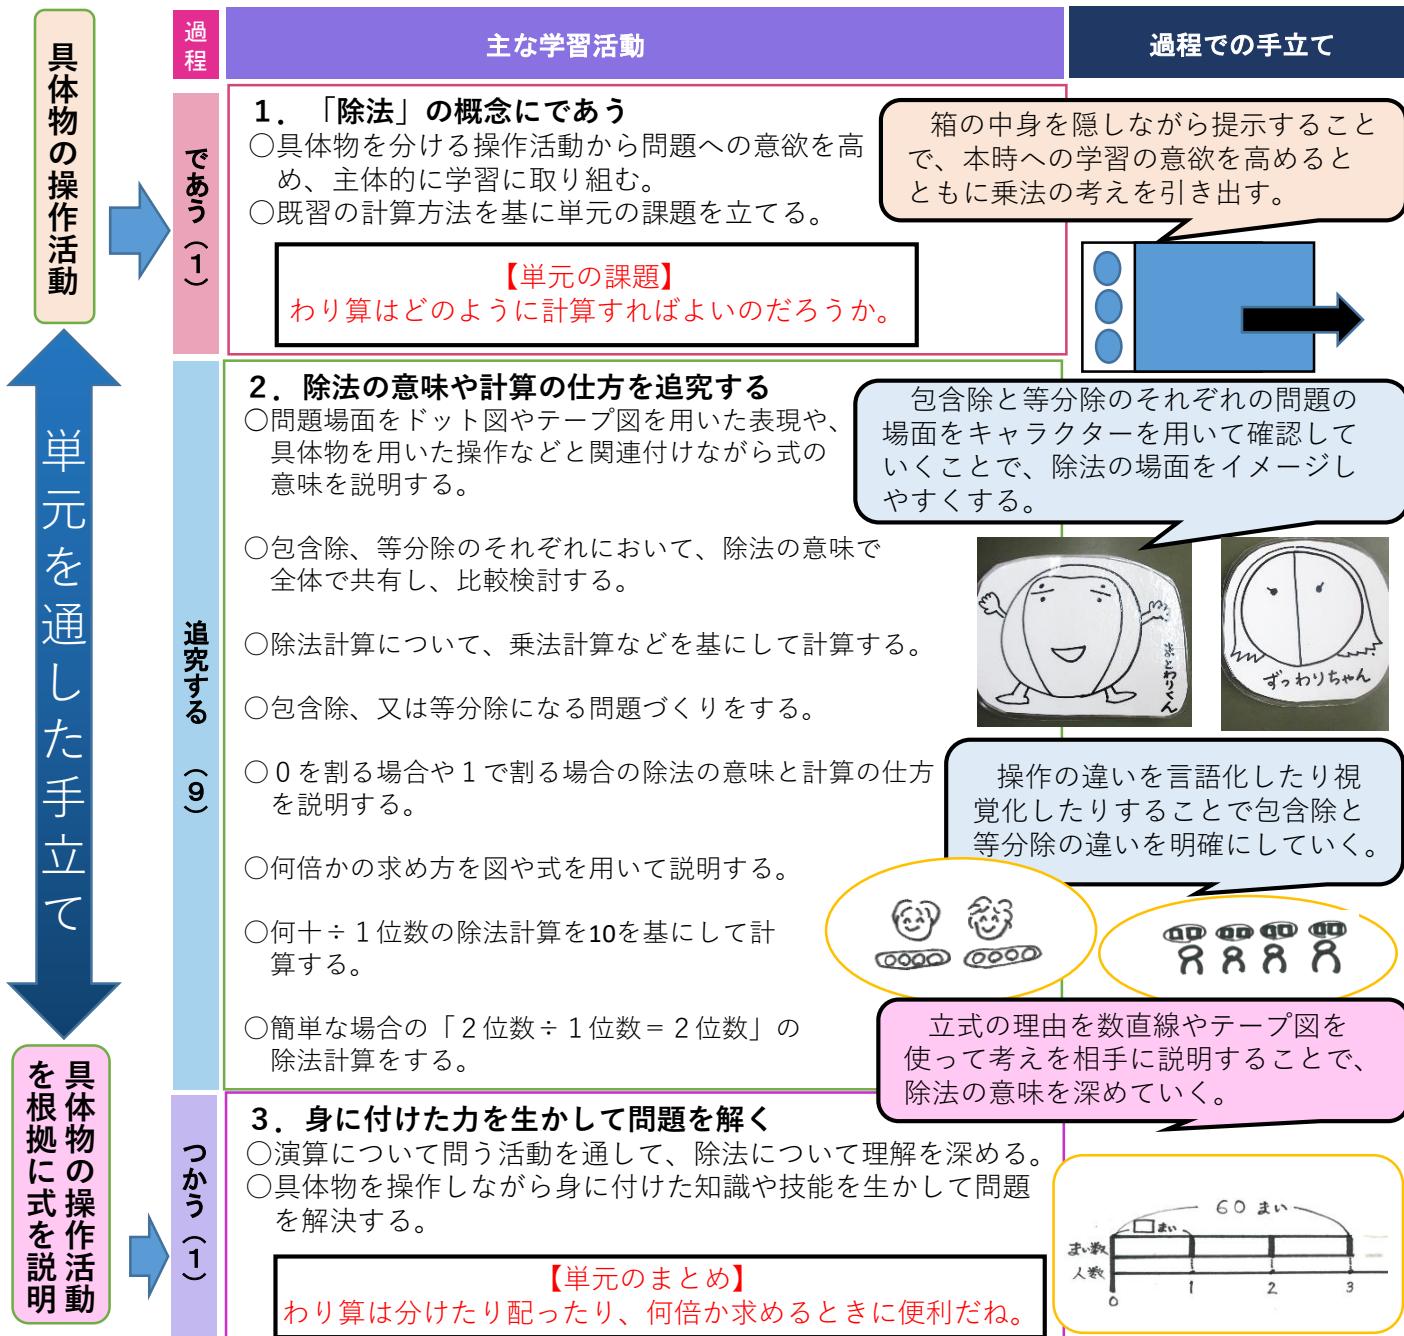 具体物の操作活動
単元を通した手立て
具体物の操作活動
を根拠に式を説明
過程
主な学習活動
過程での手立て
であう（１）
１．「除法」の概念にであう
○具体物を分ける操作活動から問題への意欲を高
め、主体的に学習に取り組む。
○既習の計算方法を基に単元の課題を立てる。
【単元の課題】
わり算はどのように計算すればよいのだろうか。
箱の中身を隠しながら提示すること
で、本時への学習の意欲を高めると
ともに乗法の考えを引き出す。
追究する（９）
２．除法の意味や計算の仕方を追究する
○問題場面をドット図やテープ図を用いた表現や、
具体物を用いた操作などと関連付けながら式の
意味を説明する。
○包含除、等分除のそれぞれにおいて、除法の意味で
全体で共有し、比較検討する。
○除法計算について、乗法計算などを基にして計算する。
○包含除、又は等分除になる問題づくりをする。
○０を割る場合や１で割る場合の除法の意味と計算の仕方
を説明する。
○何倍かの求め方を図や式を用いて説明する。
○何十÷１位数の除法計算を10を基にして計
算する。
○簡単な場合の「２位数÷１位数＝２位数」の
除法計算をする。
包含除と等分除のそれぞれの問題の
場面をキャラクターを用いて確認して
いくことで、除法の場面をイメージし
やすくする。
まとわりくん
ずつわりちゃん
操作の違いを言語化したり視
覚化したりすることで包含除と
等分除の違いを明確にしていく。
立式の理由を数直線やテープ図を
使って考えを相手に説明することで、
除法の意味を深めていく。
つかう（１）
３．身に付けた力を生かして問題を解く
○演算について問う活動を通して、除法について理解を深める。
○具体物を操作しながら身に付けた知識や技能を生かして問題
を解決する。
【単元のまとめ】
わり算は分けたり配ったり、何倍か求めるときに便利だね。
60まい
□まい
まい数
人数
0 1 2 3